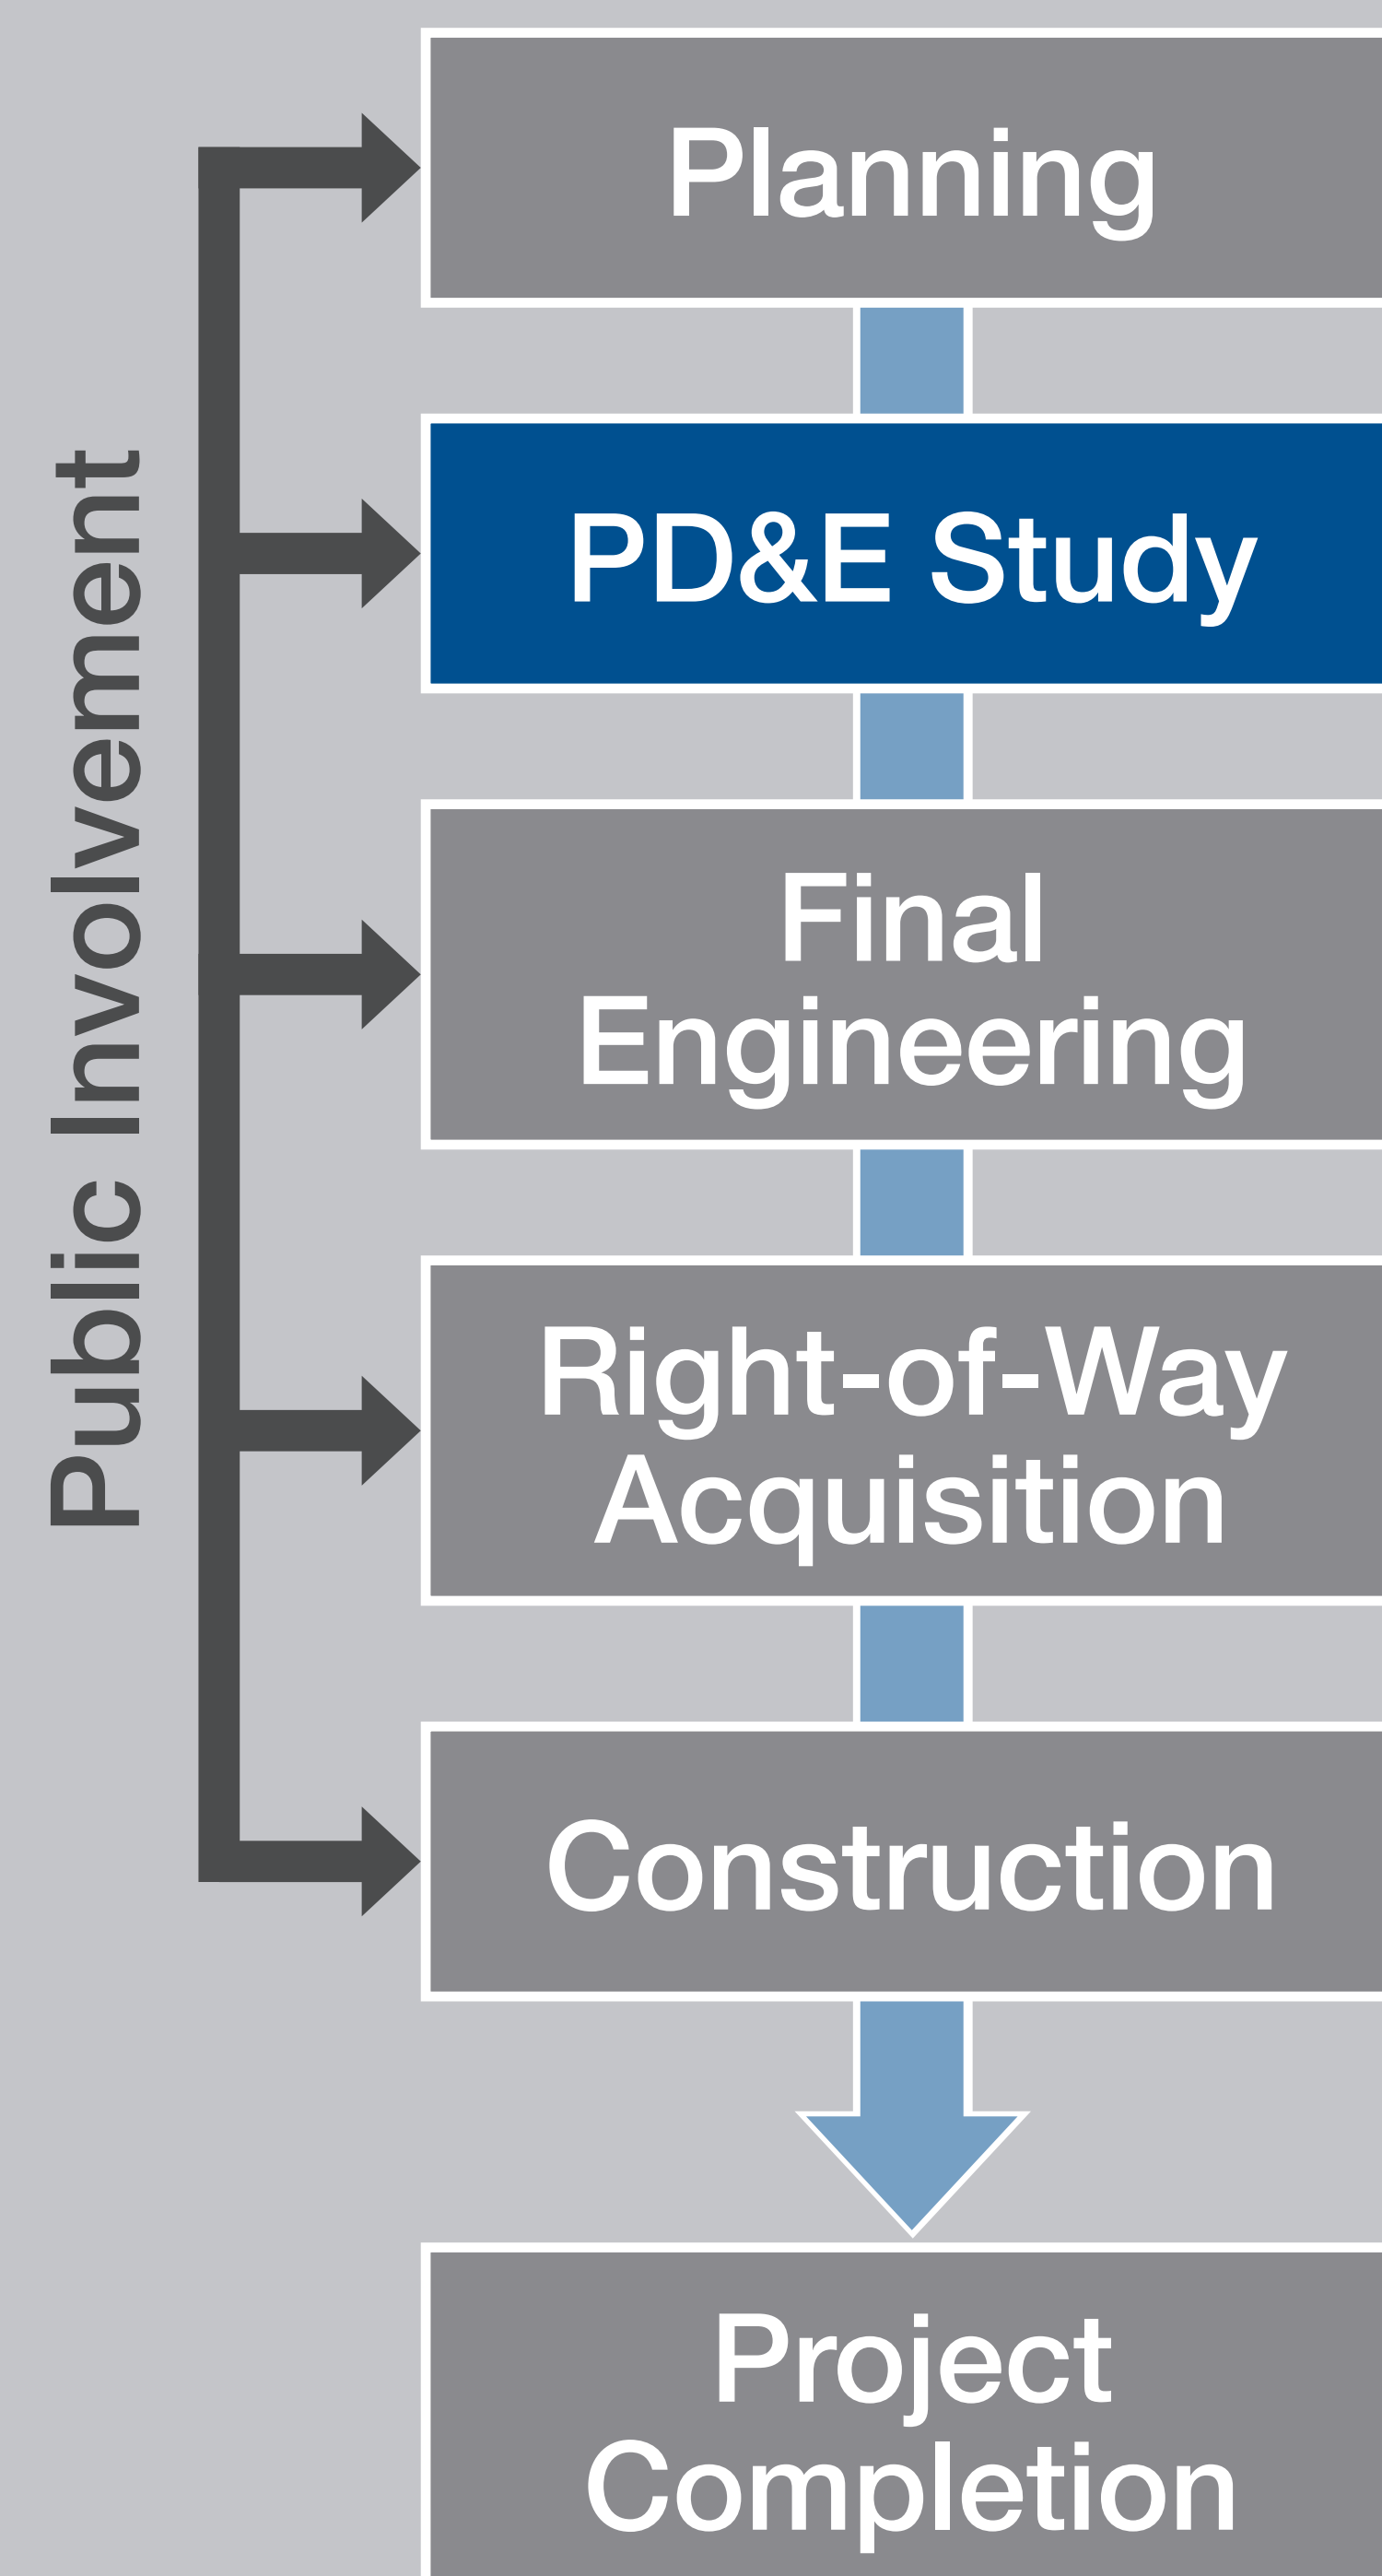 Public Involvement
Planning
PD&E Study
Final
Engineering
Right-of-Way
Acquisition
Construction
Project
Completion